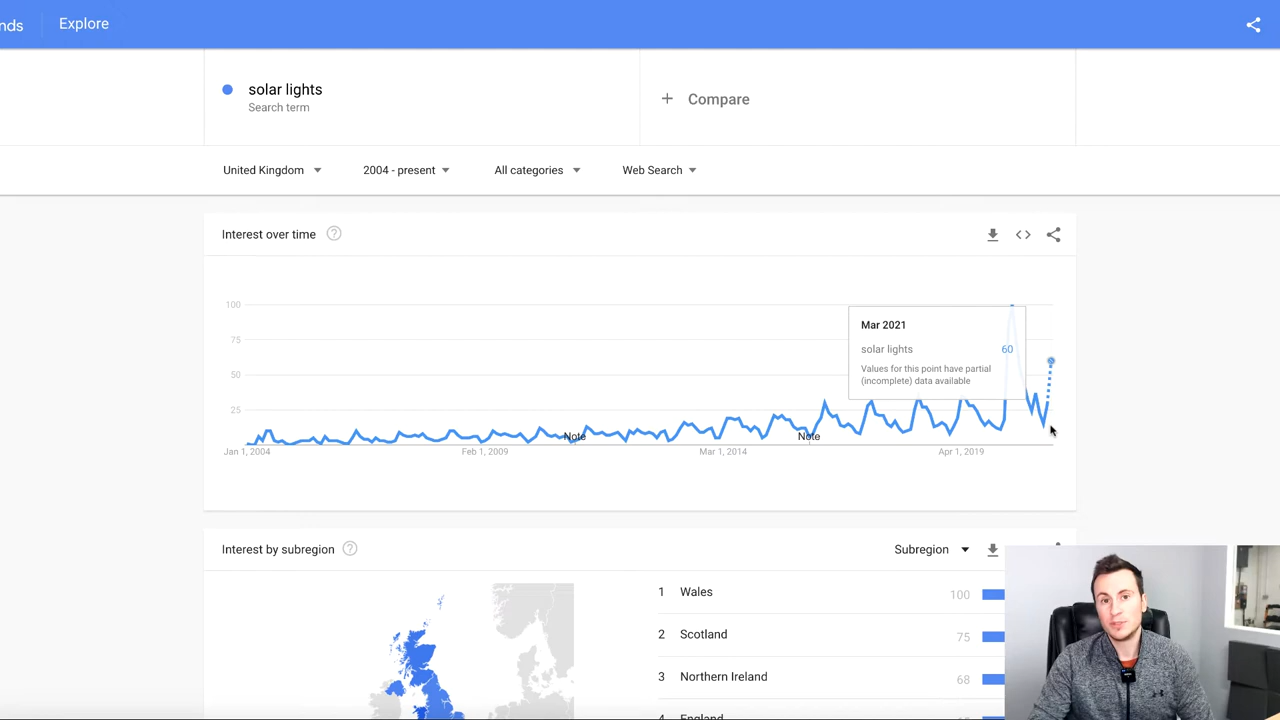 nds
Explore
solar lights
Search term
+ Compare
United Kingdom
2004 - present
All categories
Web Search
Interest over time ?
100
75
50
25
Mar 2021
solar lights 60
Values for this point have partial
(incomplete) data available
Note
Note
Jan 1, 2004
Feb 1, 2009
Mar 1, 2014
Apr 1, 2019
Interest by subregion ?
Subregion
1 Wales 100
2 Scotland 75
3 Northern Ireland 68
4 England